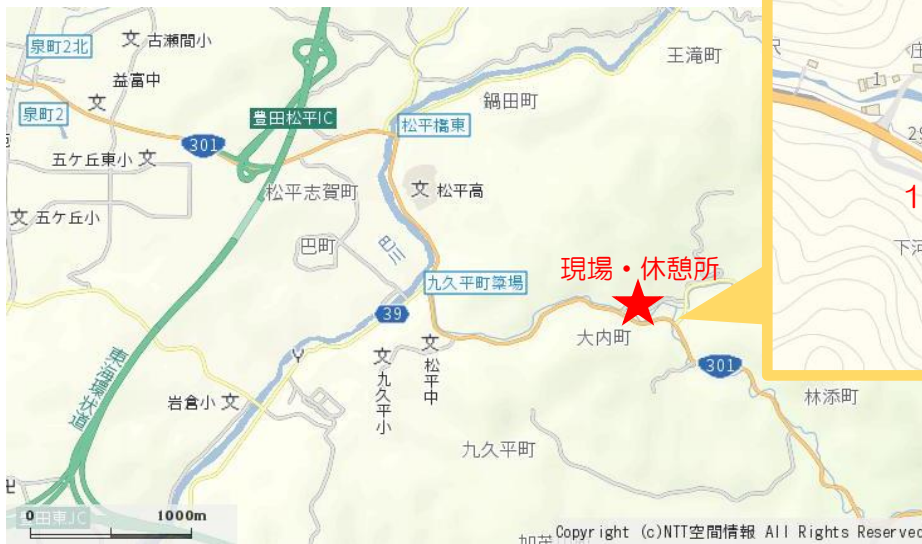 泉町2北
文 古瀬間小
益富中
文
泉町2
豊田松平IC
301
松平橋東
鍋田町
王滝町
五ケ丘東小 文
松平志賀町
文 松平高
文 五ケ丘小
巴町
巴川
九久平町簗場
39
現場・休憩所
大内町
301
林添町
東海環状道
岩倉小 文
文 九久平小
文 松平中
九久平町
豊田東JC
0
1000m
1
1
下河
Copyright (c)NTT空間情報 All Rights Reserved